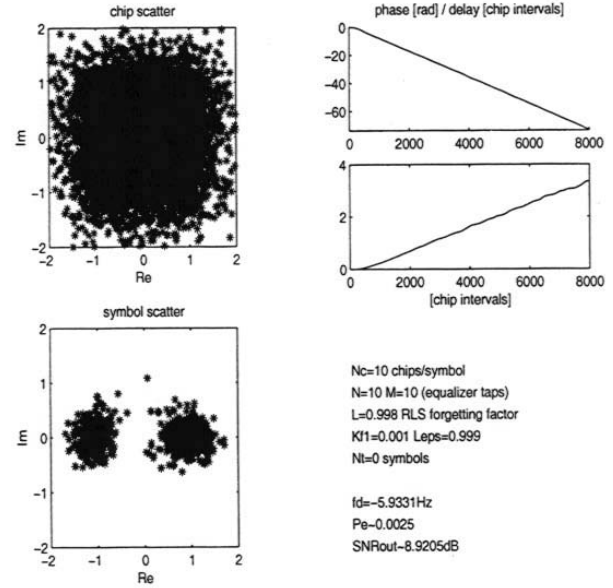 chip scatter
2
1
Im
0
−1
−2
−2 −1 0 1 2
Re
phase [rad] / delay [chip intervals]
0
−20
−40
−60
0 2000 4000 6000 8000
4
2
0
0 2000 4000 6000 8000
[chip intervals]
symbol scatter
2
1
Im
0
−1
−2
−2 −1 0 1 2
Re
Nc=10 chips/symbol
N=10 M=10 (equalizer taps)
L=0.998 RLS forgetting factor
Kf1=0.001 Leps=0.999
Nt=0 symbols
fd=−5.9331Hz
Pe~0.0025
SNRout~8.9205dB